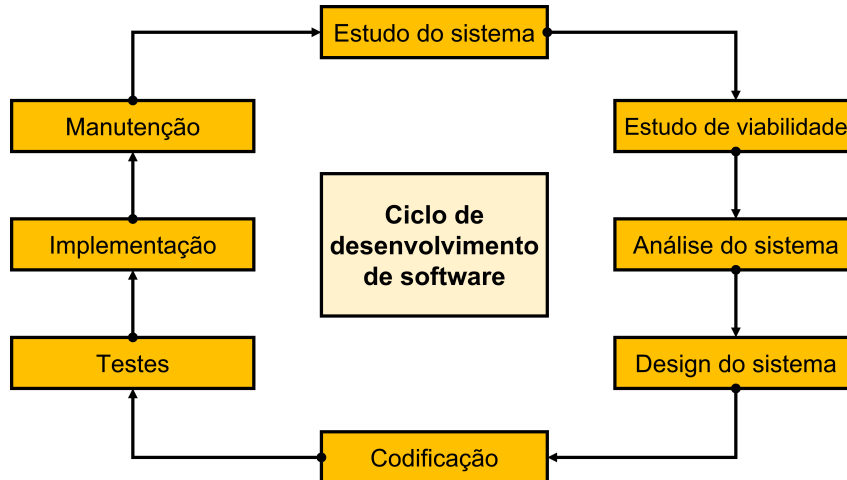 Estudo do sistema
Manutenção
Estudo de viabilidade
Ciclo de
desenvolvimento
de software
Implementação
Análise do sistema
Testes
Design do sistema
Codificação